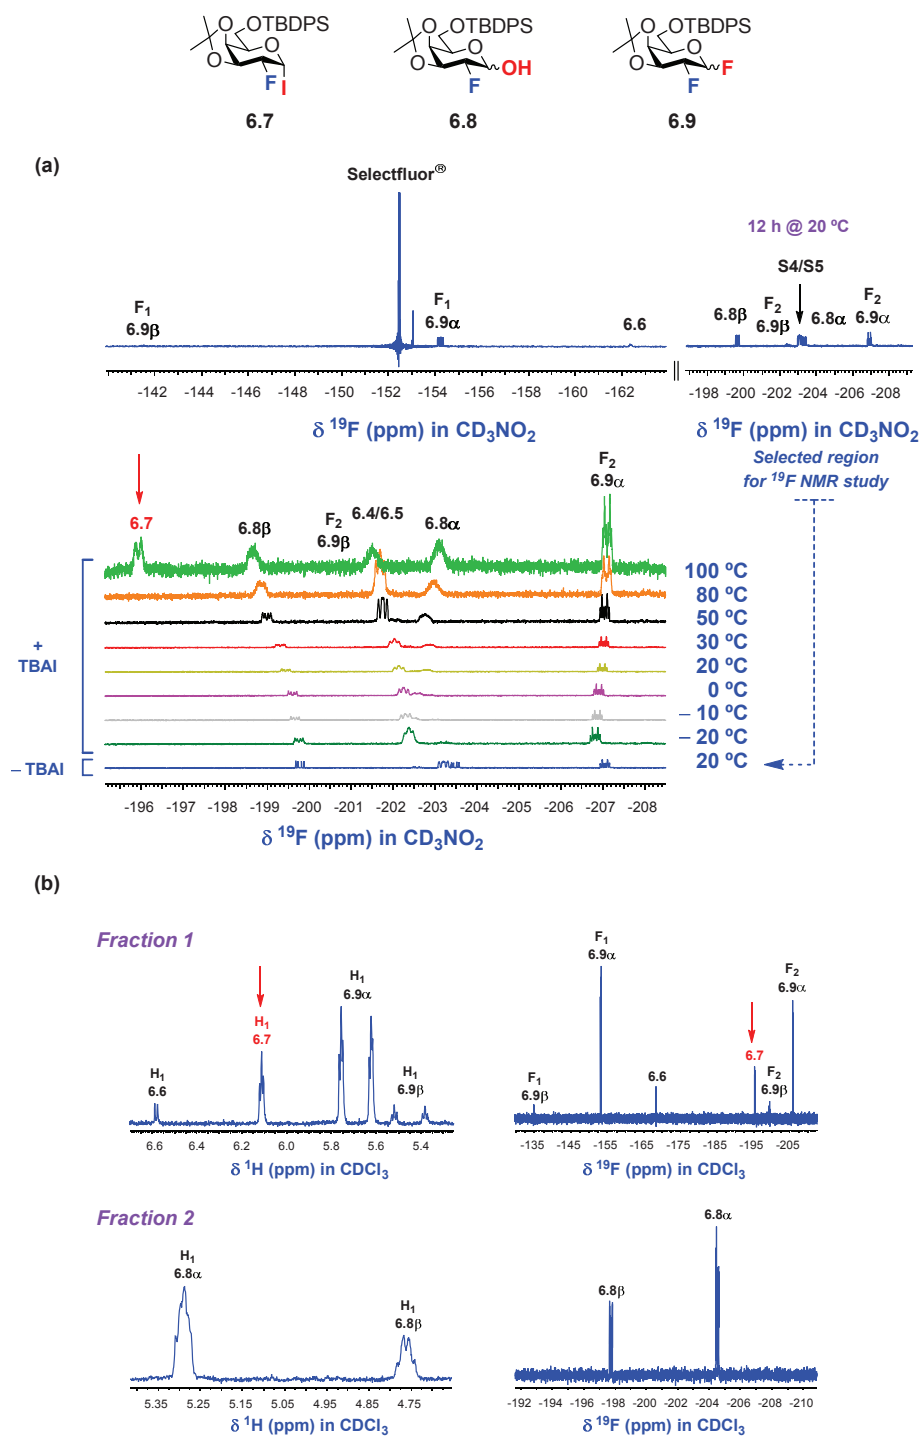 OTBDPS
O
O
O
F
I
6.7
OTBDPS
O
O
O
OH
F
6.8
OTBDPS
O
O
O
F
F
6.9
(a)
Selectfluor®
12 h @ 20 ºC
S4/S5
F1
6.9β
F1
6.9α
6.6
6.8β
F2
6.9β
6.8α
F2
6.9α
-142 -144 -146 -148 -150 -152 -154 -156 -158 -160 -162
-198 -200 -202 -204 -206 -208
δ 19F (ppm) in CD3NO2
δ 19F (ppm) in CD3NO2
Selected region
for 19F NMR study
6.7
6.8β
F2
6.9β
6.4/6.5
6.8α
F2
6.9α
100 ºC
80 ºC
50 ºC
30 ºC
20 ºC
0 ºC
– 10 ºC
– 20 ºC
20 ºC
+
TBAI
– TBAI
-196 -197 -198 -199 -200 -201 -202 -203 -204 -205 -206 -207 -208
δ 19F (ppm) in CD3NO2
(b)
Fraction 1
H1
6.6
H1
6.7
H1
6.9α
H1
6.9β
6.6 6.4 6.2 6.0 5.8 5.6 5.4
δ 1H (ppm) in CDCl3
F1
6.9β
F1
6.9α
6.6
6.7
F2
6.9β
F2
6.9α
-135 -145 -155 -165 -175 -185 -195 -205
δ 19F (ppm) in CDCl3
Fraction 2
H1
6.8α
H1
6.8β
5.35 5.25 5.15 5.05 4.95 4.85 4.75
δ 1H (ppm) in CDCl3
6.8β
6.8α
-192 -194 -196 -198 -200 -202 -204 -206 -208 -210
δ 19F (ppm) in CDCl3